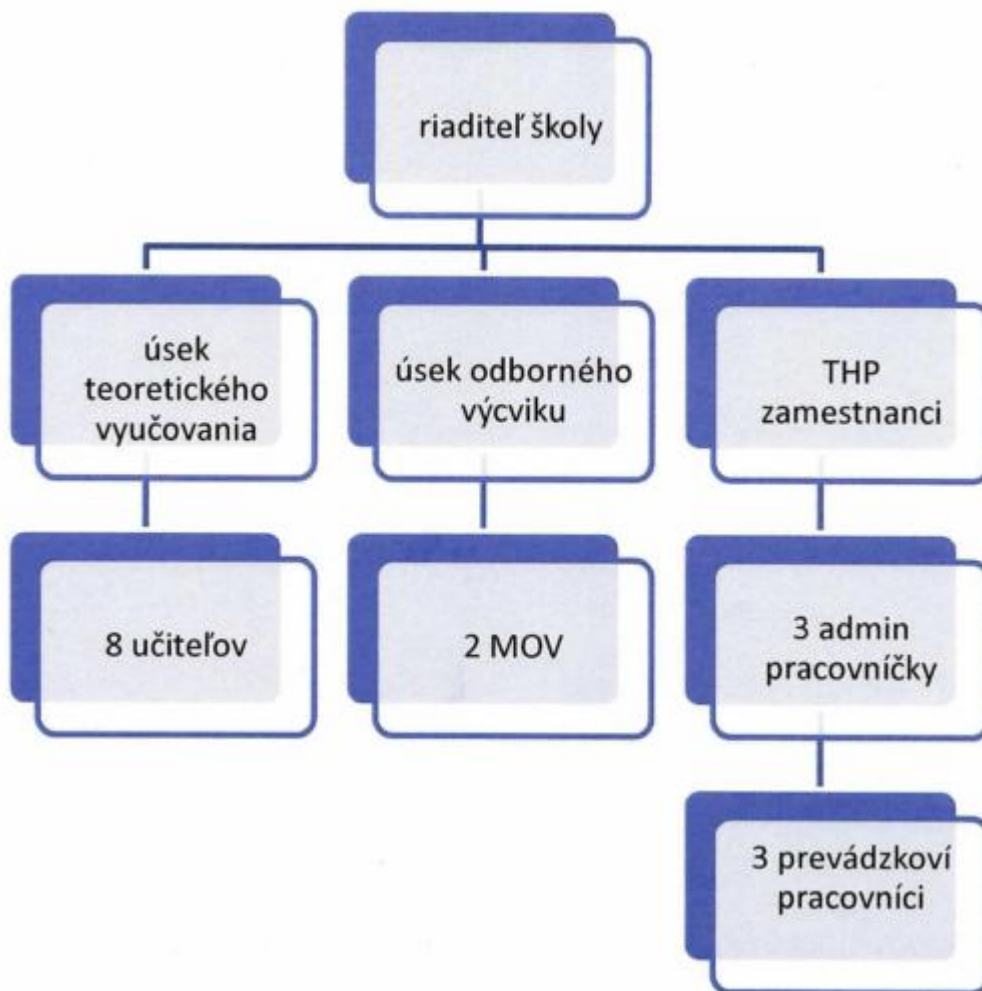 riaditeľ školy
úsek
teoretického
vyučovania
úsek odborného
výcviku
THP
zamestnanci
8 učiteľov
2 MOV
3 admin
pracovníčky
3 prevádzkoví
pracovníci